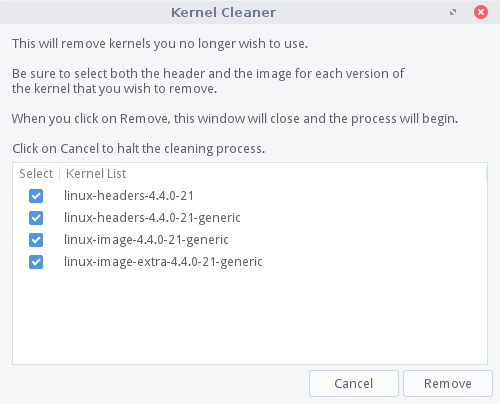 Kernel Cleaner
This will remove kernels you no longer wish to use.
Be sure to select both the header and the image for each version of
the kernel that you wish to remove.
When you click on Remove, this window will close and the process will begin.
Click on Cancel to halt the cleaning process.
Select Kernel List
linux-headers-4.4.0-21
linux-headers-4.4.0-21-generic
linux-image-4.4.0-21-generic
linux-image-extra-4.4.0-21-generic
Cancel Remove